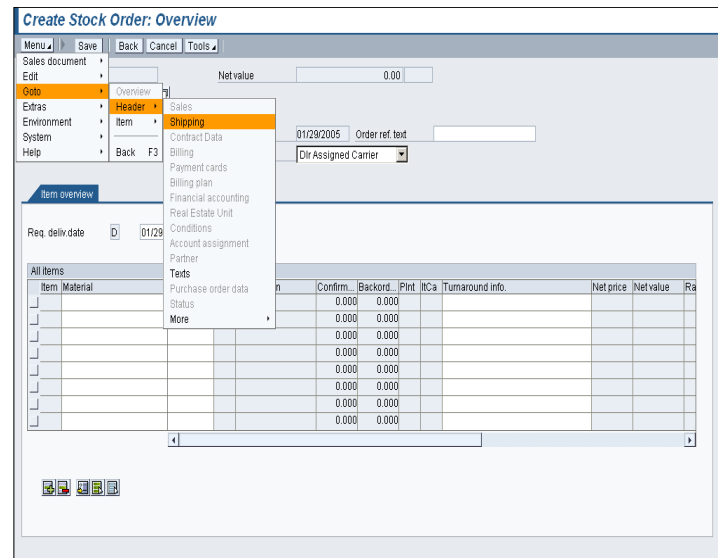 Create Stock Order: Overview
Menu Save Back Cancel Tools
Sales document
Edit Net value 0.00
Goto Overview
Extras Header Sales
Environment Item Shipping 01/29/2005 Order ref. text
System Contract Data
Help Back F3 Billing Dlr Assigned Carrier
Payment cards
Billing plan
Item overview Financial accounting
Real Estate Unit
Req. deliv.date D 01/29 Conditions
Account assignment
Partner
All items Texts
Item Material Purchase order data n Confirm... Backord... Plnt ItCa Turnaround info. Net price Net value Ra
Status 0.000 0.000
More 0.000 0.000
0.000 0.000
0.000 0.000
0.000 0.000
0.000 0.000
0.000 0.000
0.000 0.000